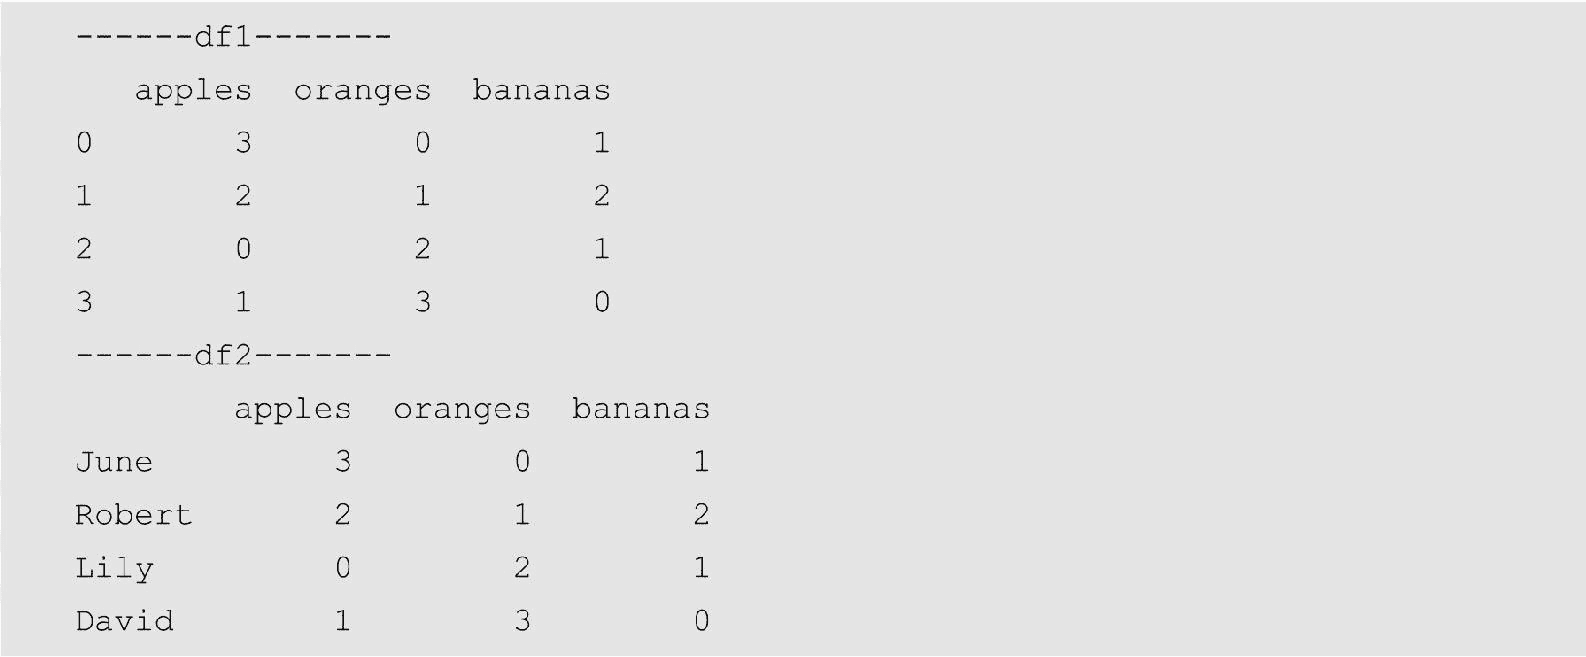 ------df1-------
   apples  oranges  bananas
0       3        0        1
1       2        1        2
2       0        2        1
3       1        3        0
------df2-------
        apples  oranges  bananas
June         3        0        1
Robert       2        1        2
Lily         0        2        1
David        1        3        0